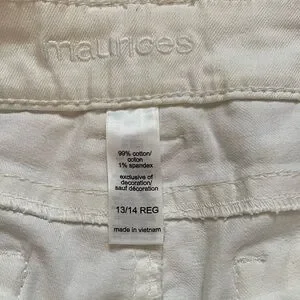 maurices
99% cotton/
coton
1% spandex
exclusive of
decoration/
sauf décoration
13/14 REG
made in vietnam